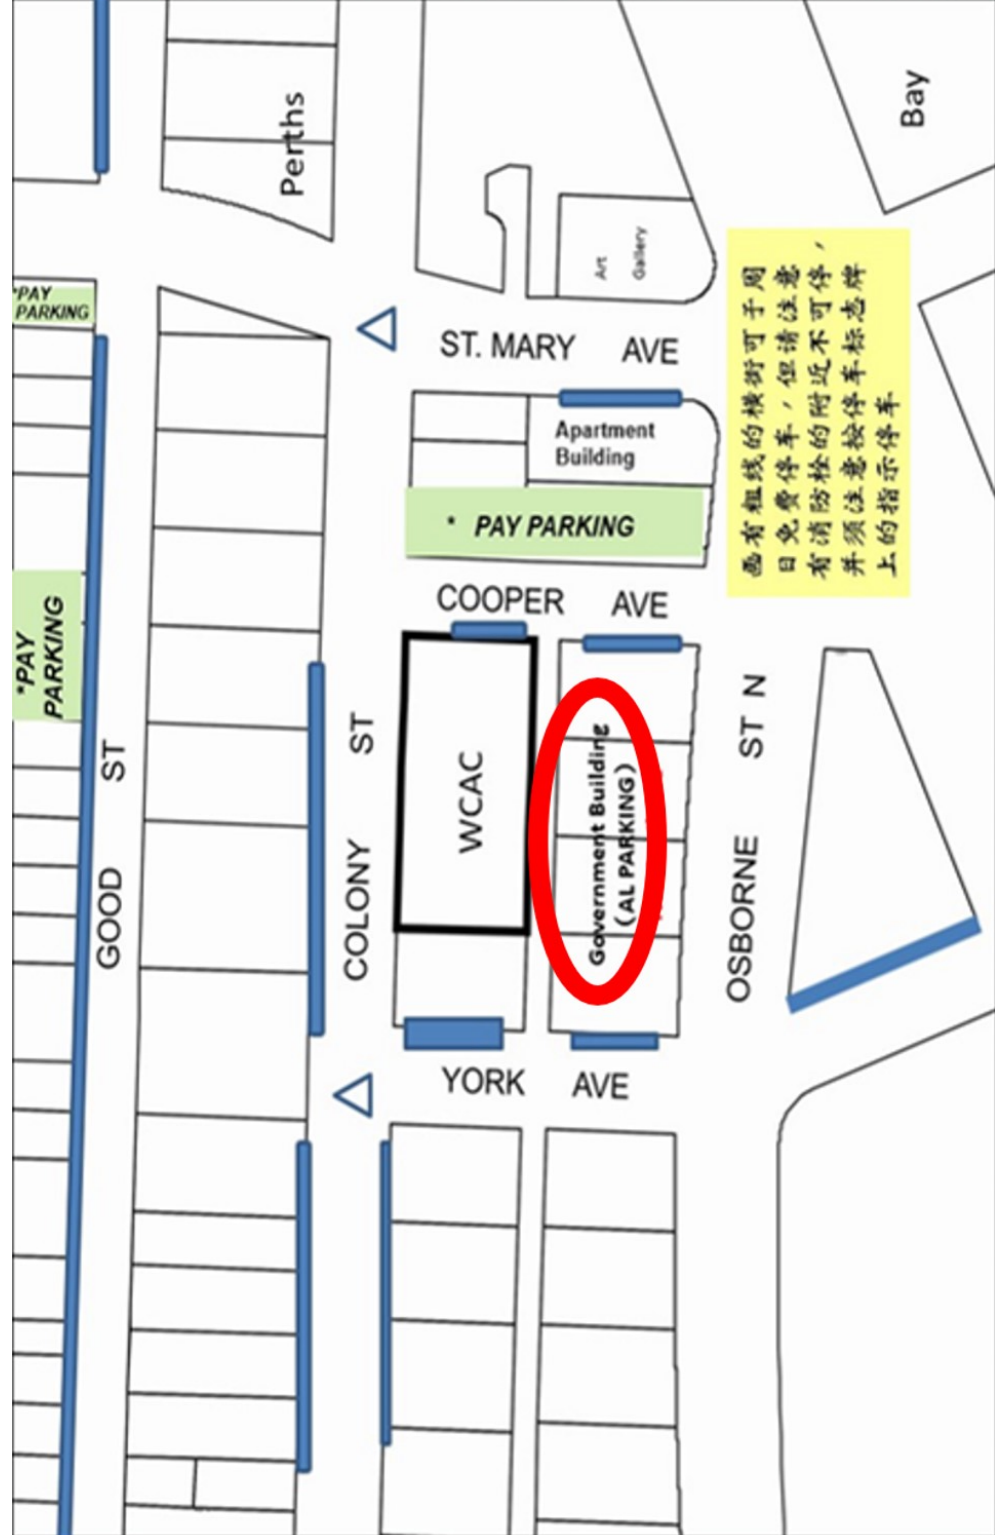 Perths
Bay
Art
Gallery
*PAY
PARKING
ST. MARY AVE
Apartment
Building
* PAY PARKING
画有粗线的横街可于周
日免费停车，但请注意
有消防栓的附近不可停，
并须注意按停车标志牌
上的指示停车
COOPER AVE
*PAY
PARKING
GOOD ST
COLONY ST
WCAC
Government Building
(AL PARKING)
OSBORNE ST N
YORK AVE